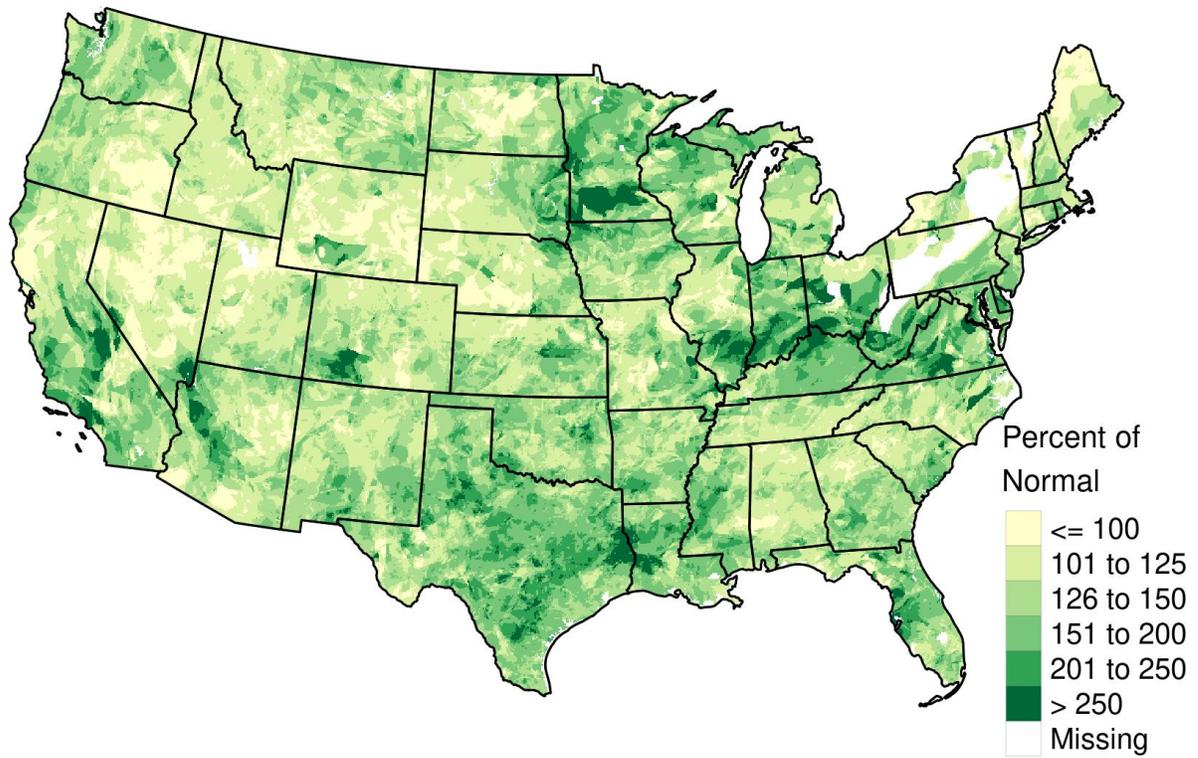 Percent of
Normal
<= 100
101 to 125
126 to 150
151 to 200
201 to 250
> 250
Missing